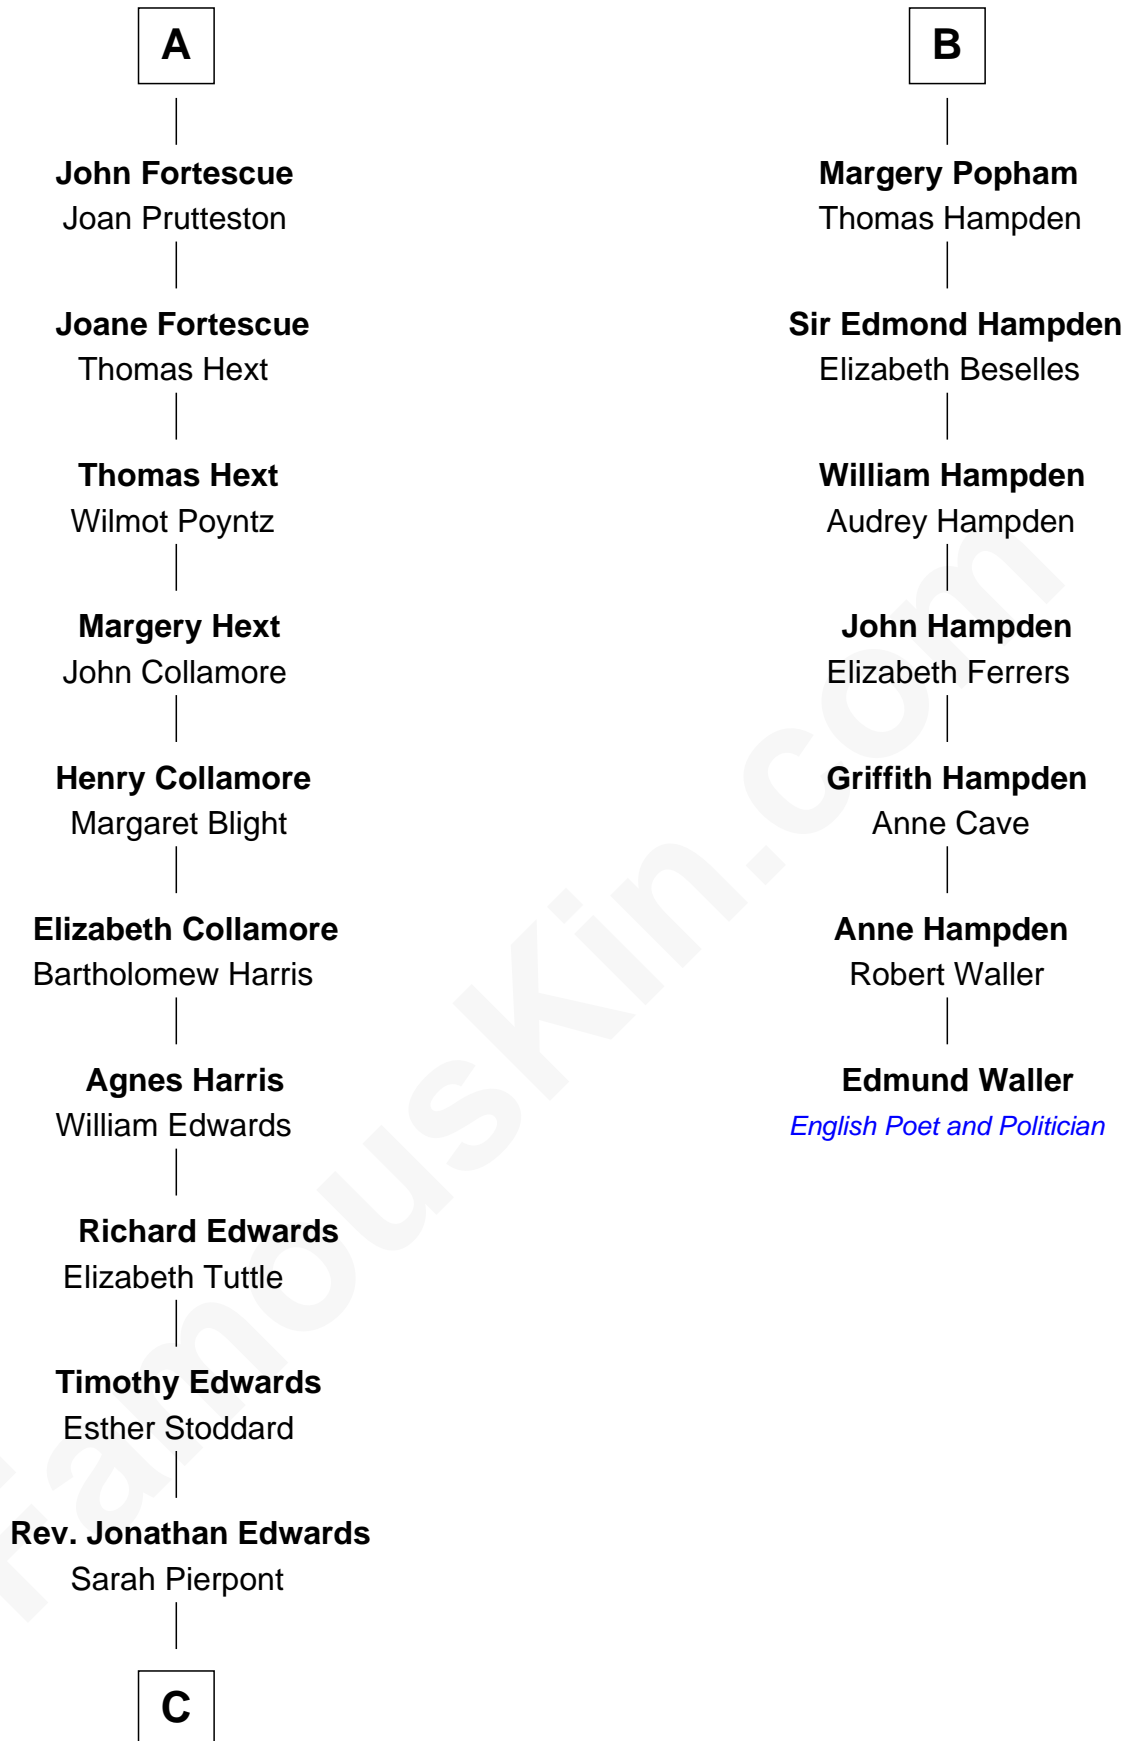 A
John Fortescue
Joan Prutteston
Joane Fortescue
Thomas Hext
Thomas Hext
Wilmot Poyntz
Margery Hext
John Collamore
Henry Collamore
Margaret Blight
Elizabeth Collamore
Bartholomew Harris
Agnes Harris
William Edwards
Richard Edwards
Elizabeth Tuttle
Timothy Edwards
Esther Stoddard
Rev. Jonathan Edwards
Sarah Pierpont
C
B
Margery Popham
Thomas Hampden
Sir Edmond Hampden
Elizabeth Beselles
William Hampden
Audrey Hampden
John Hampden
Elizabeth Ferrers
Griffith Hampden
Anne Cave
Anne Hampden
Robert Waller
Edmund Waller
English Poet and Politician
FamousKin.com